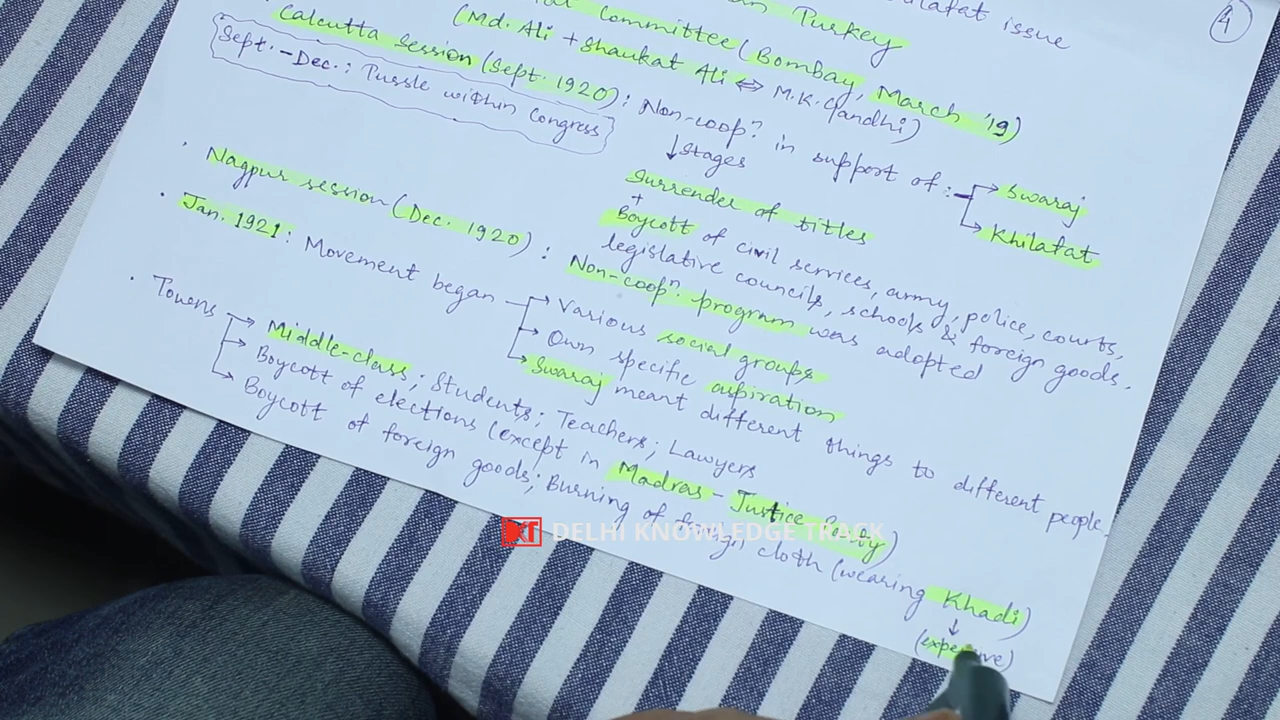 Khilafat issue
4
Turkey
Committee (Bombay, March '19)
(Md. Ali + Shaukat Ali ⇔ M.K. Gandhi)
Calcutta session (Sept. 1920) : Non-coopⁿ. in support of : → Swaraj
→ Khilafat
Sept. - Dec. : Tussle within Congress
↓ stages
Surrender of titles
+
Boycott of civil services, army, police, courts,
legislative councils, schools & foreign goods.
Nagpur session (Dec. 1920) : Non-coopⁿ. program was adopted
Jan. 1921 : Movement began → Various social groups
→ Own specific aspiration
→ Swaraj meant different things to different people.
Towns → Middle-class ; Students ; Teachers ; Lawyers
→ Boycott of elections (except in Madras - Justice Party)
→ Boycott of foreign goods ; Burning of foreign cloth (wearing Khadi)
↓
(expensive)
DELHI KNOWLEDGE TRACK